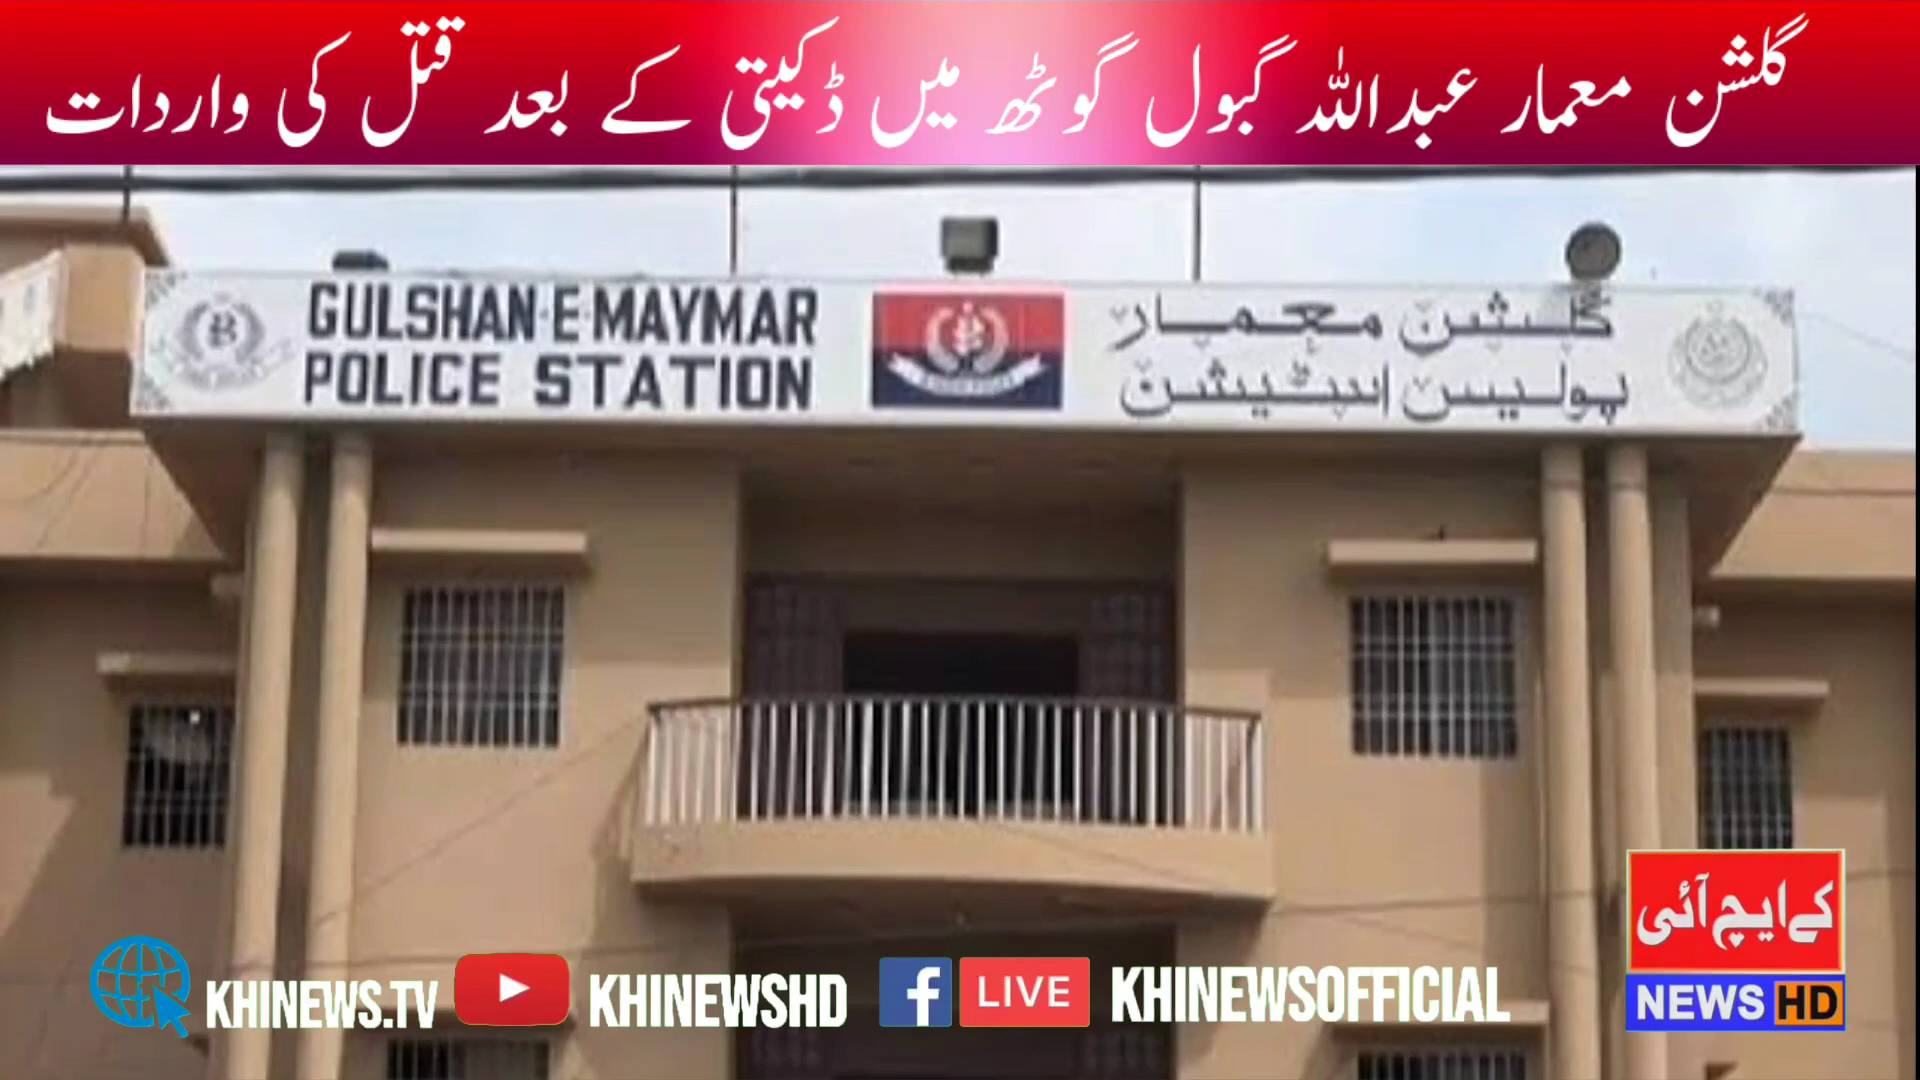 گلشن معمار عبداللہ گبول گوٹھ میں ڈکیتی کے بعد قتل کی واردات
GULSHAN-E-MAYMAR
POLICE STATION
گلشن معمار
پولیس اسٹیشن
کے ایچ آئی
NEWS HD
KHINEWS.TV
KHINEWSHD
f LIVE
KHINEWSOFFICIAL